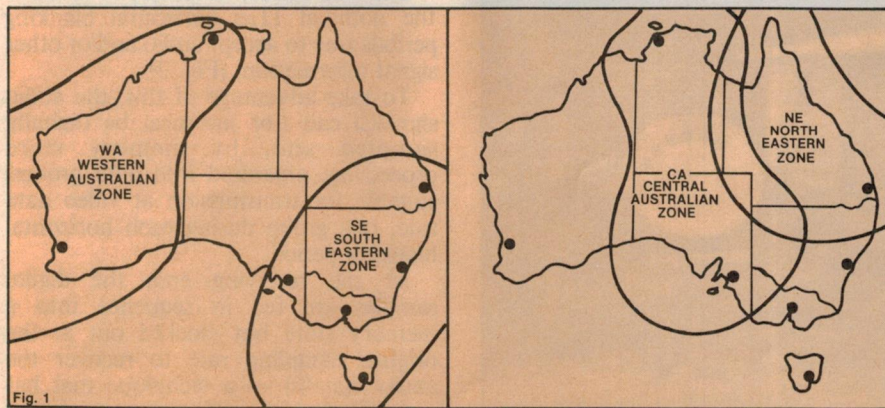 WA
WESTERN
AUSTRALIAN
ZONE
SE
SOUTH
EASTERN
ZONE
Fig. 1
CA
CENTRAL
AUSTRALIAN
ZONE
NE
NORTH
EASTERN
ZONE